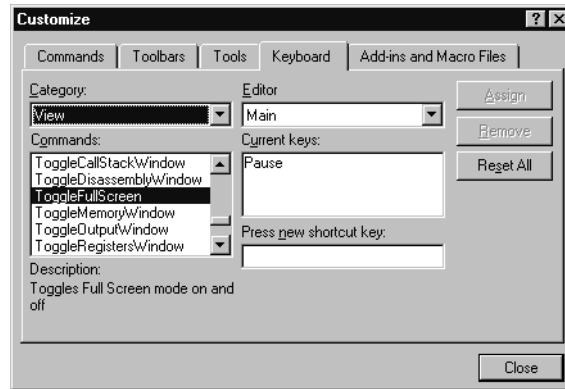 Customize
Commands
Toolbars
Tools
Keyboard
Add-ins and Macro Files
Category:
View
Editor
Main
Commands:
ToggleCallStackWindow
ToggleDisassemblyWindow
ToggleFullScreen
ToggleMemoryWindow
ToggleOutputWindow
ToggleRegistersWindow
Current keys:
Pause
Press new shortcut key:
Description:
Toggles Full Screen mode on and
off
Assign
Remove
Reset All
Close